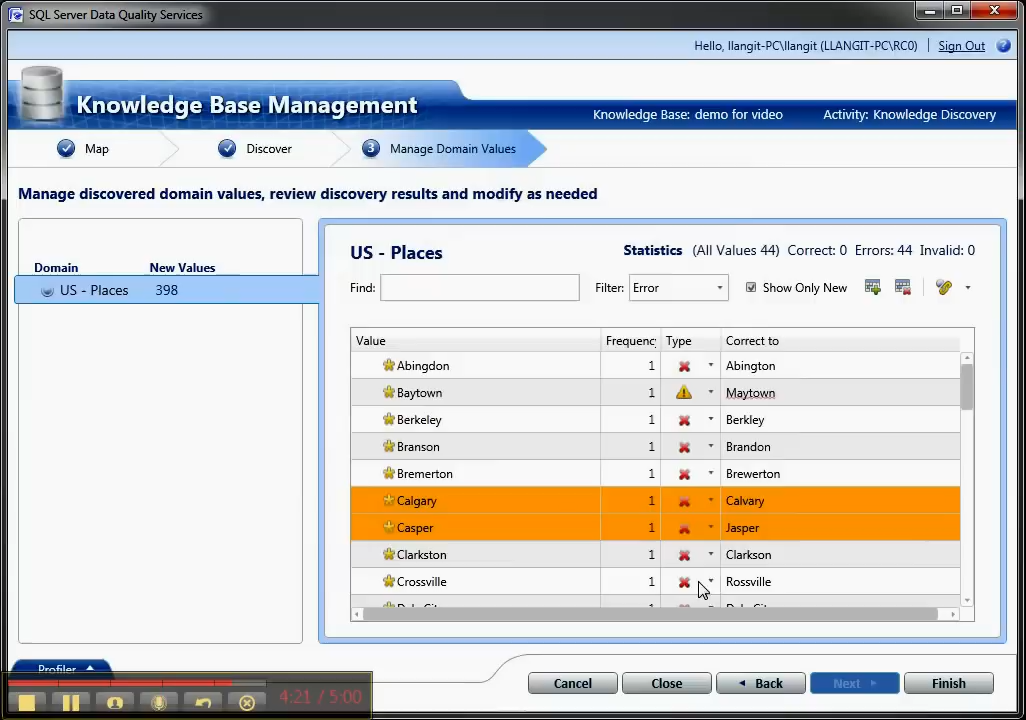 SQL Server Data Quality Services
Hello, llangit-PC\llangit (LLANGIT-PC\RC0) Sign Out
Knowledge Base Management
Knowledge Base: demo for video Activity: Knowledge Discovery
Map Discover 3 Manage Domain Values
Manage discovered domain values, review discovery results and modify as needed
Domain New Values
US - Places 398
US - Places Statistics (All Values 44) Correct: 0 Errors: 44 Invalid: 0
Find: Filter: Error Show Only New
Value Frequency Type Correct to
Abingdon 1 Abington
Baytown 1 Maytown
Berkeley 1 Berkley
Branson 1 Brandon
Bremerton 1 Brewerton
Calgary 1 Calvary
Casper 1 Jasper
Clarkston 1 Clarkson
Crossville 1 Rossville
Profiler
Cancel Close Back Next Finish
4:21 / 5:00